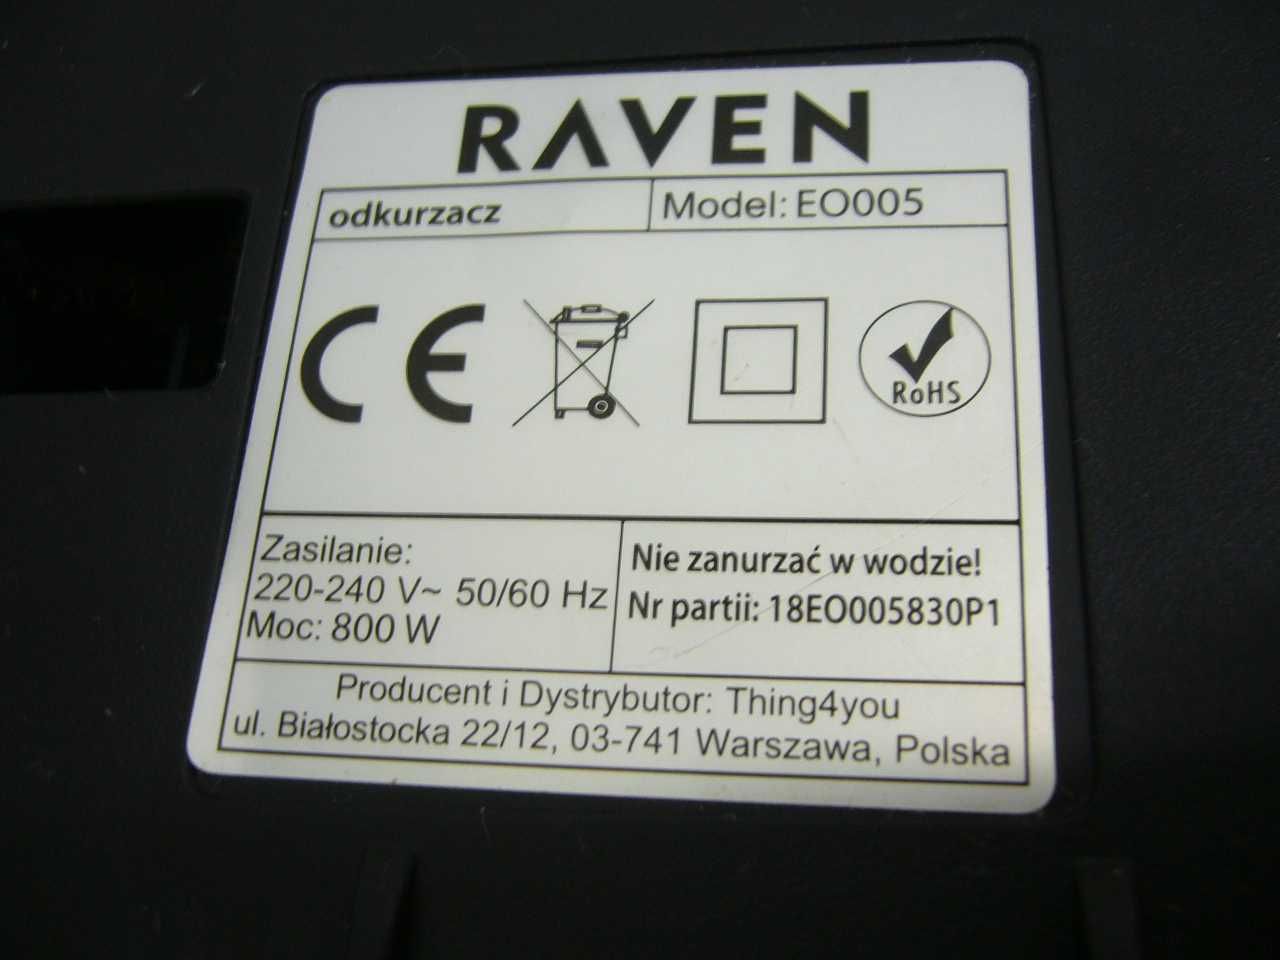 RAVEN
odkurzacz
Model: EO005
CE
RoHS
Zasilanie:
220-240 V~ 50/60 Hz
Moc: 800 W
Nie zanurzać w wodzie!
Nr partii: 18EO005830P1
Producent i Dystrybutor: Thing4you
ul. Białostocka 22/12, 03-741 Warszawa, Polska